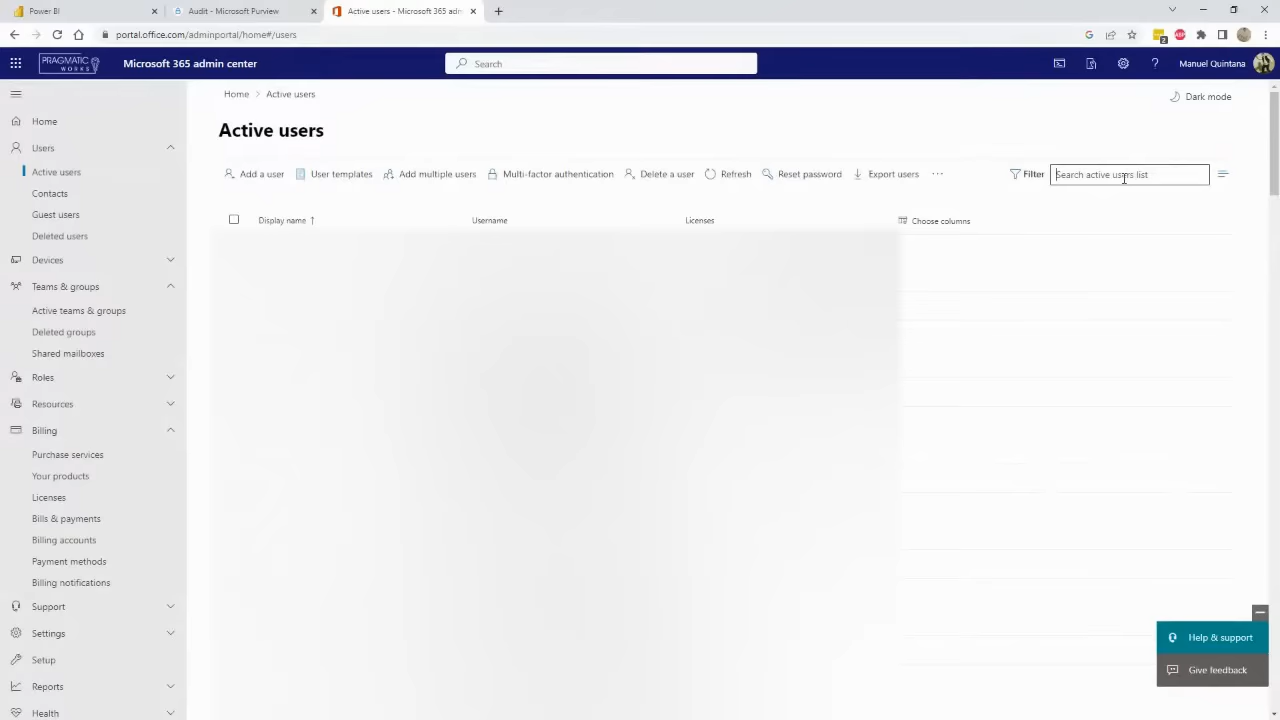 Power BI
Audit - Microsoft Purview
Active users - Microsoft 365 admin
portal.office.com/adminportal/home#/users
2
ABP
PRAGMATIC WORKS
Microsoft 365 admin center
Search
Manuel Quintana
Home
Users
Active users
Contacts
Guest users
Deleted users
Devices
Teams & groups
Active teams & groups
Deleted groups
Shared mailboxes
Roles
Resources
Billing
Purchase services
Your products
Licenses
Bills & payments
Billing accounts
Payment methods
Billing notifications
Support
Settings
Setup
Reports
Health
Home > Active users
Dark mode
Active users
Add a user
User templates
Add multiple users
Multi-factor authentication
Delete a user
Refresh
Reset password
Export users
Filter
Search active users list
Display name ↑
Username
Licenses
Choose columns
Help & support
Give feedback